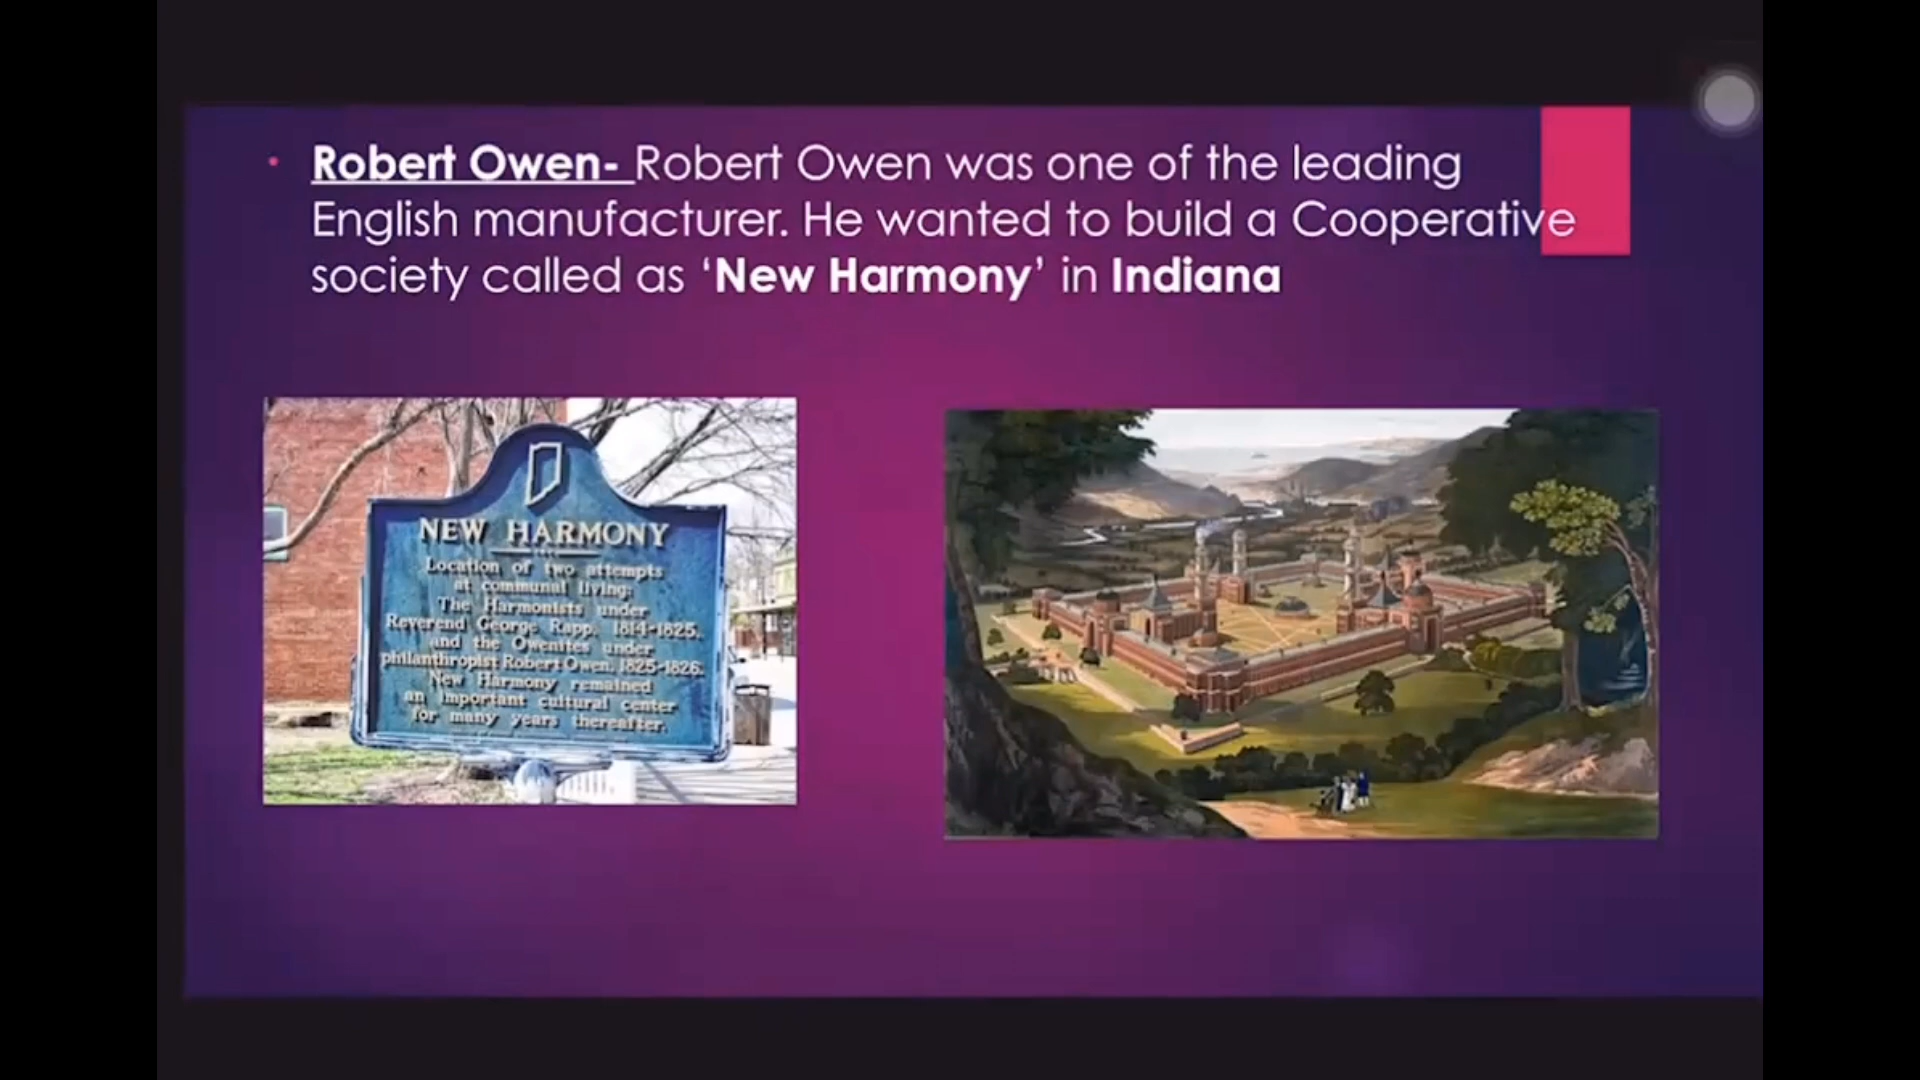 Robert Owen- Robert Owen was one of the leading
English manufacturer. He wanted to build a Cooperative
society called as ‘New Harmony’ in Indiana
NEW HARMONY
Location of two attempts
at communal living:
The Harmonists under
Reverend George Rapp, 1814-1825,
and the Owenites under
philanthropist Robert Owen, 1825-1826.
New Harmony remained
an important cultural center
for many years thereafter.